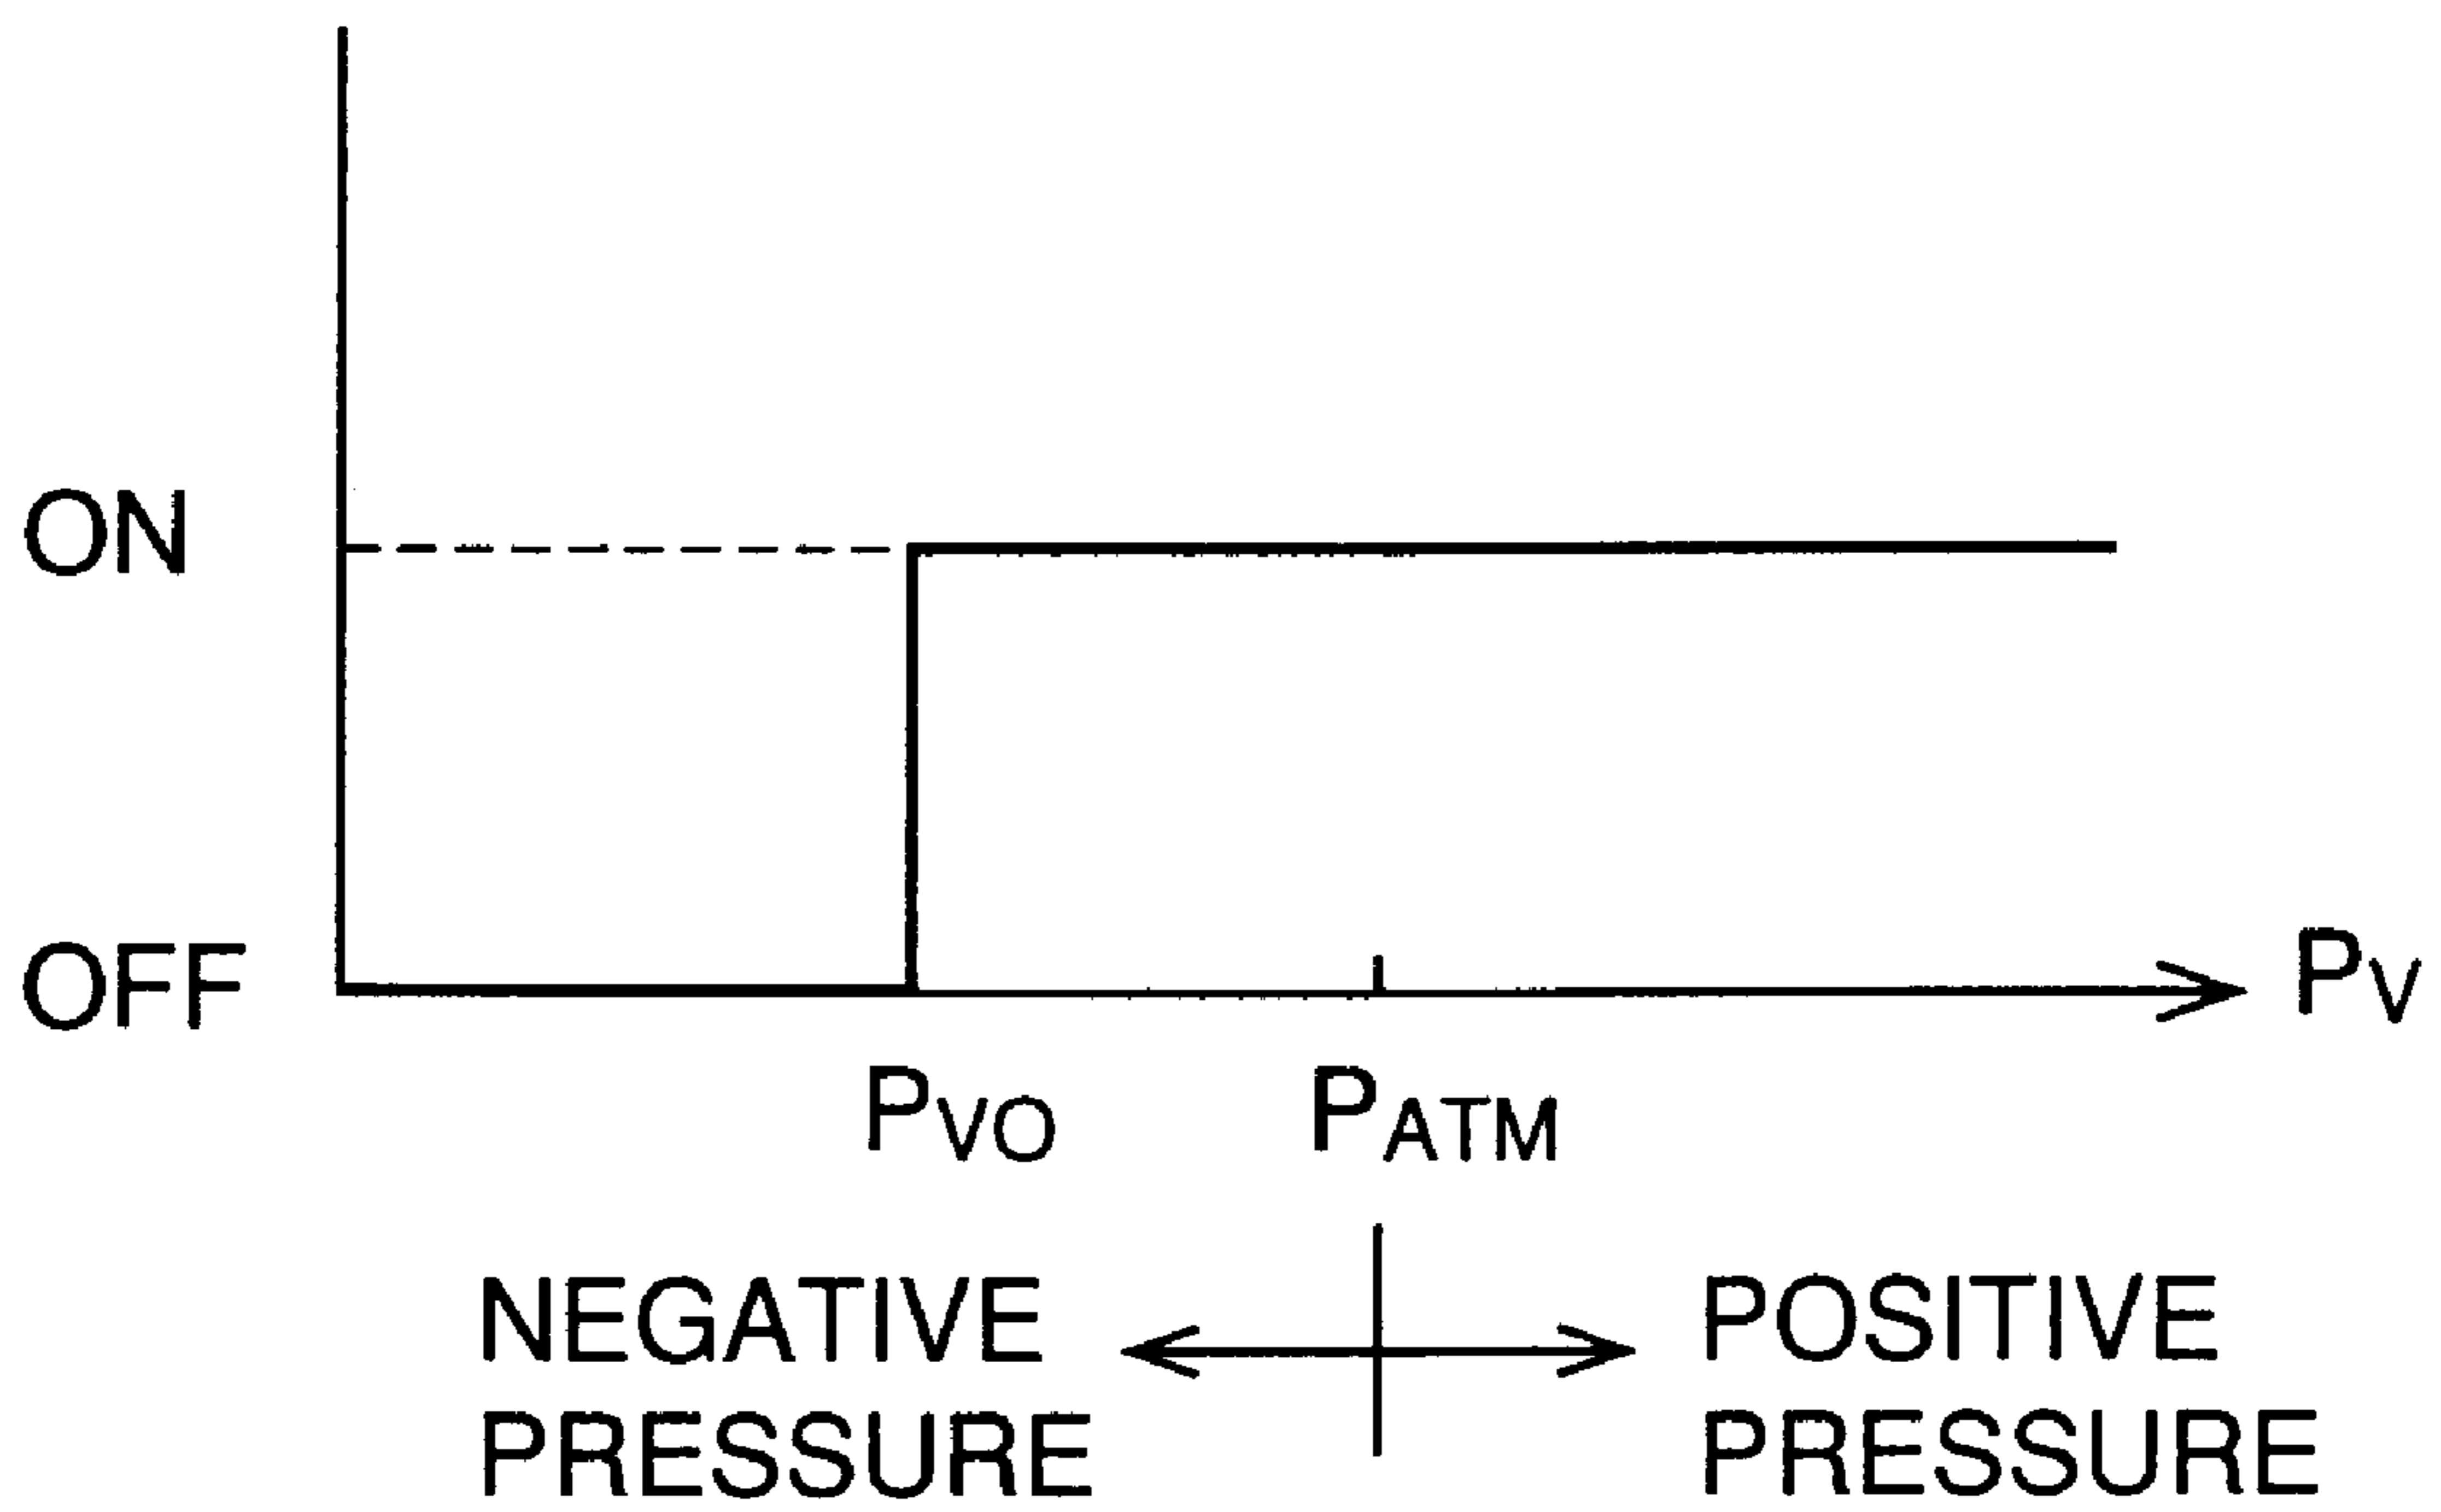 ON
OFF
PV
PVO
PATM
NEGATIVE
PRESSURE
POSITIVE
PRESSURE